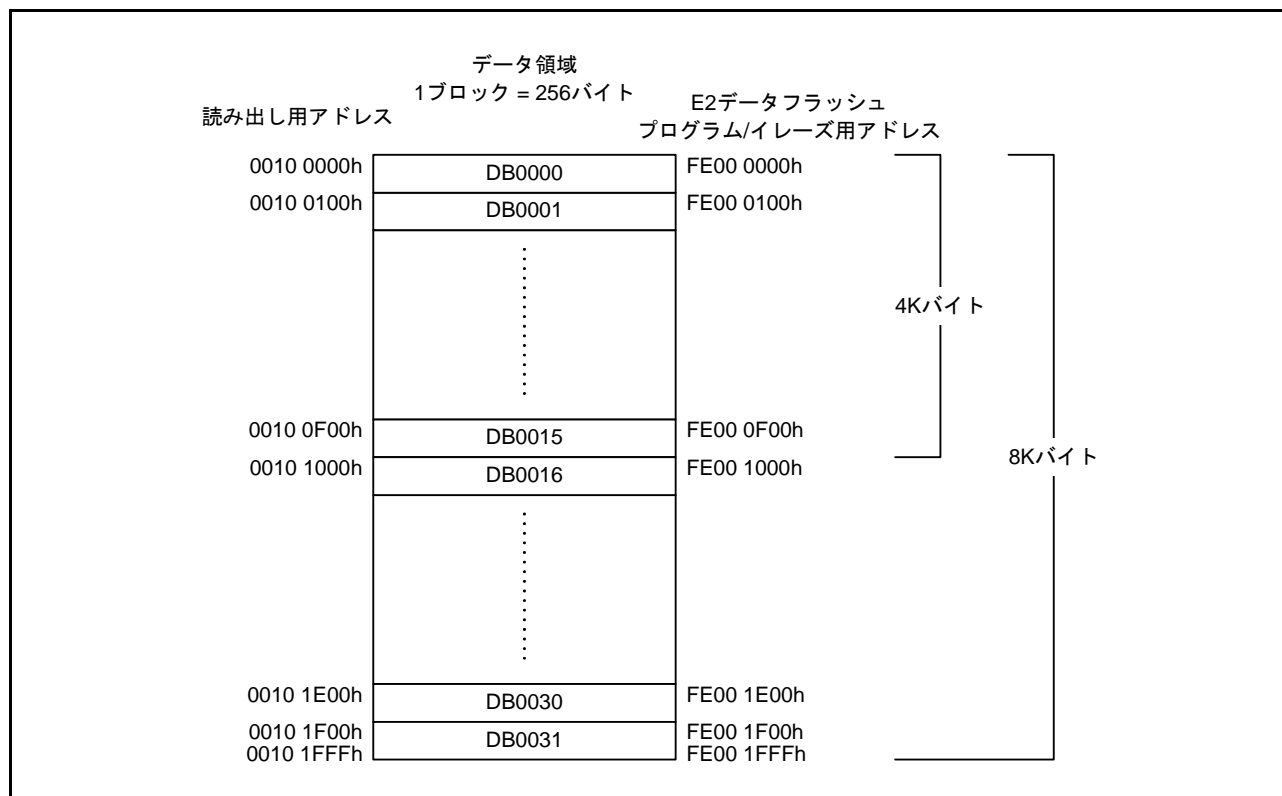 データ領域
1ブロック = 256バイト
読み出し用アドレス
E2データフラッシュ
プログラム/イレーズ用アドレス
0010 0000h
DB0000
FE00 0000h
0010 0100h
DB0001
FE00 0100h
4Kバイト
0010 0F00h
DB0015
FE00 0F00h
8Kバイト
0010 1000h
DB0016
FE00 1000h
0010 1E00h
DB0030
FE00 1E00h
0010 1F00h
DB0031
FE00 1F00h
0010 1FFFh
FE00 1FFFh